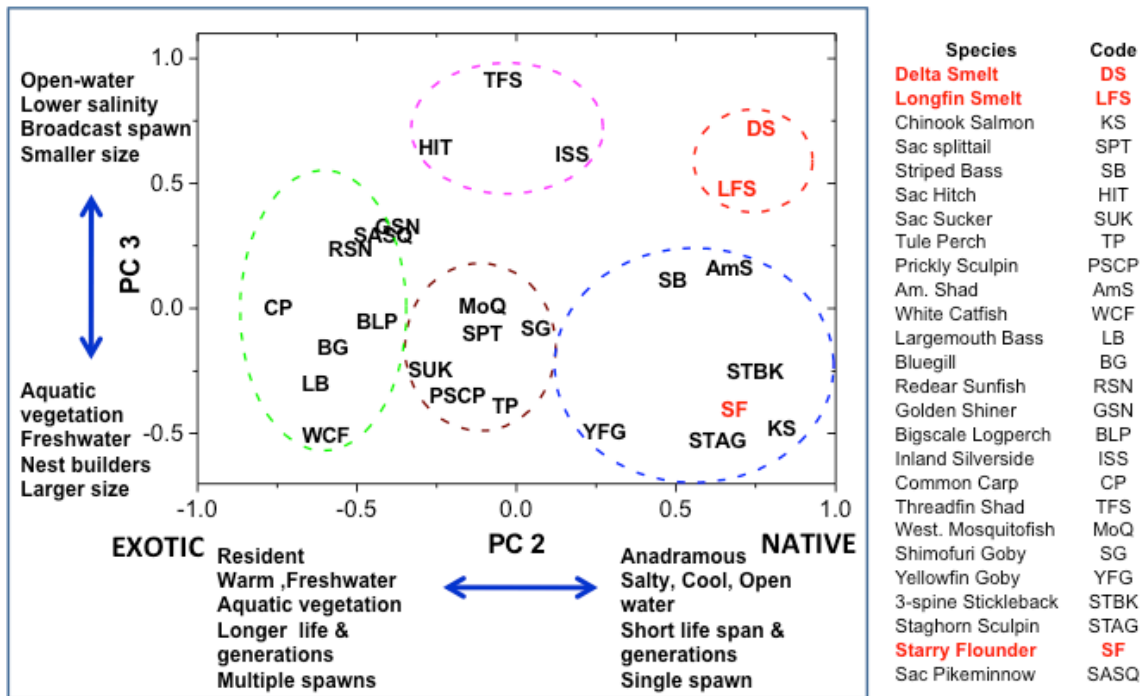 Open-water
Lower salinity
Broadcast spawn
Smaller size
PC 3
Aquatic
vegetation
Freshwater
Nest builders
Larger size
1.0
0.5
0.0
-0.5
TFS
HIT
ISS
DS
LFS
GSN
SASQ
RSN
CP
BLP
BG
LB
WCF
MoQ
SPT
SG
SUK
PSCP
TP
SB
AmS
STBK
SF
YFG
STAG
KS
-1.0 -0.5 0.0 0.5 1.0
EXOTIC PC 2 NATIVE
Resident
Warm ,Freshwater
Aquatic vegetation
Longer life &
generations
Multiple spawns
Anadramous
Salty, Cool, Open
water
Short life span &
generations
Single spawn
Species Code
Delta Smelt DS
Longfin Smelt LFS
Chinook Salmon KS
Sac splittail SPT
Striped Bass SB
Sac Hitch HIT
Sac Sucker SUK
Tule Perch TP
Prickly Sculpin PSCP
Am. Shad AmS
White Catfish WCF
Largemouth Bass LB
Bluegill BG
Redear Sunfish RSN
Golden Shiner GSN
Bigscale Logperch BLP
Inland Silverside ISS
Common Carp CP
Threadfin Shad TFS
West. Mosquitofish MoQ
Shimofuri Goby SG
Yellowfin Goby YFG
3-spine Stickleback STBK
Staghorn Sculpin STAG
Starry Flounder SF
Sac Pikeminnow SASQ